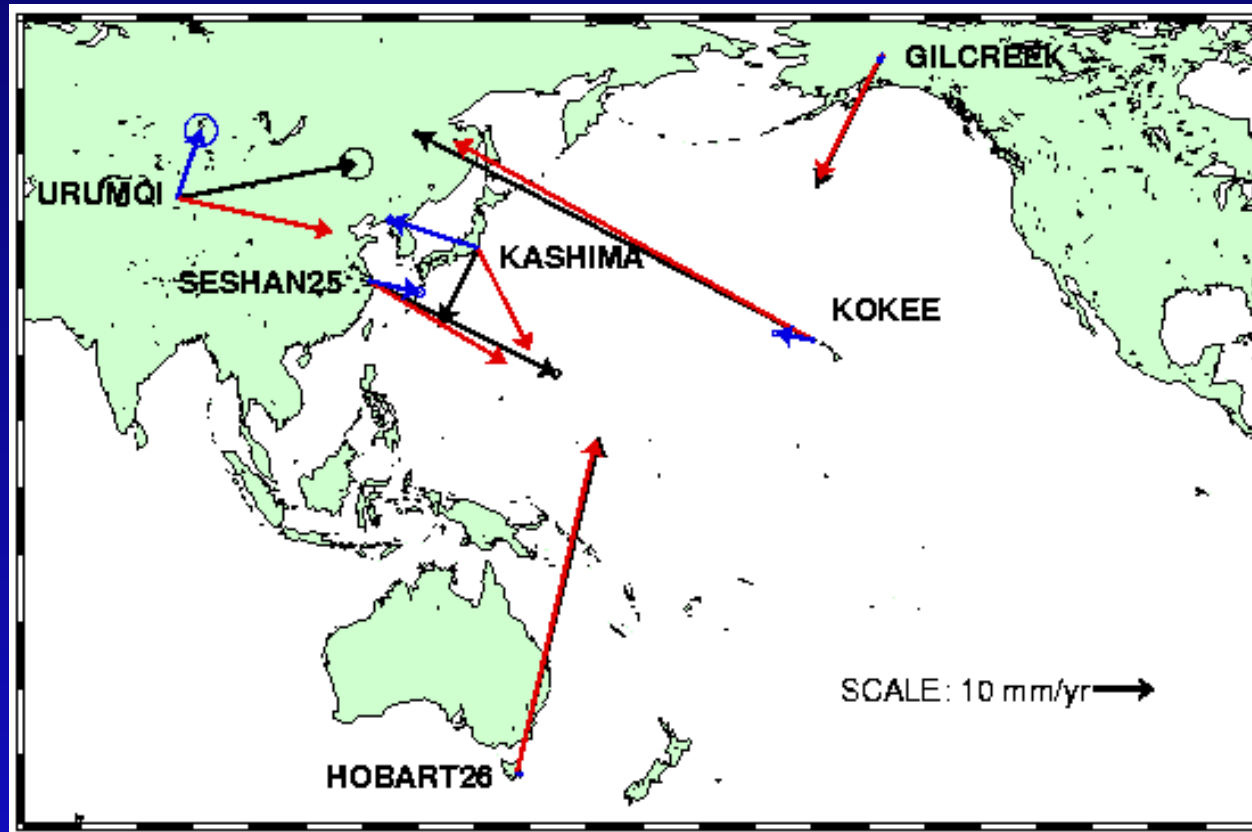 GILCREEK
URUMQI
KASHIMA
SESHAN25
KOKEE
SCALE: 10 mm/yr
HOBART26